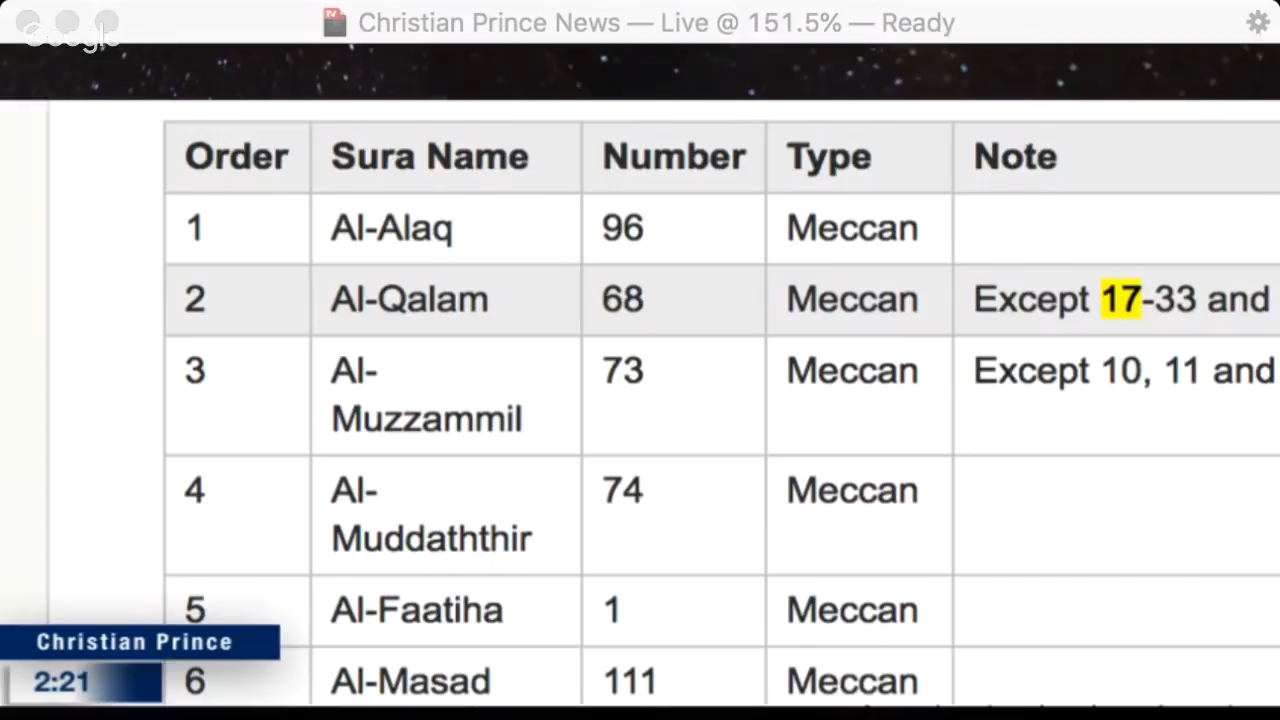 Christian Prince News — Live @ 151.5% — Ready
Google
Order Sura Name Number Type Note
1 Al-Alaq 96 Meccan
2 Al-Qalam 68 Meccan Except 17-33 and
3 Al- 73 Meccan Except 10, 11 and
Muzzammil
4 Al- 74 Meccan
Muddaththir
5 Al-Faatiha 1 Meccan
Christian Prince
2:21
6 Al-Masad 111 Meccan